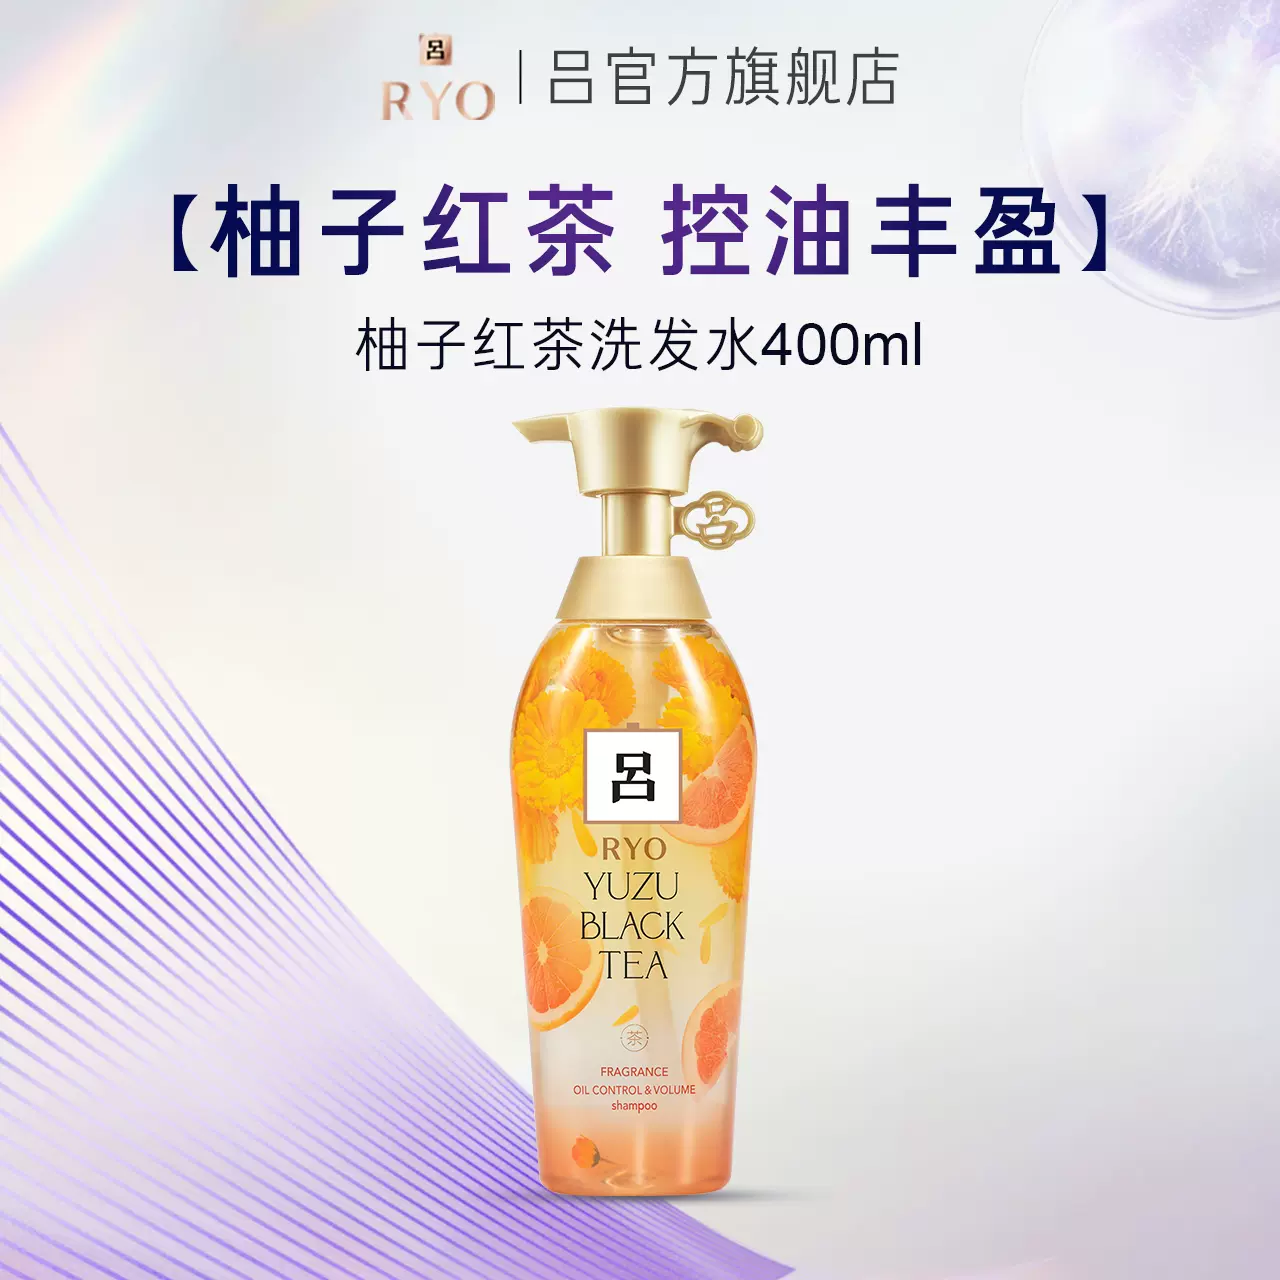 呂
RYO | 吕官方旗舰店
【柚子红茶 控油丰盈】
柚子红茶洗发水400ml
呂
呂
RYO
YUZU
BLACK
TEA
茶
FRAGRANCE
OIL CONTROL & VOLUME
shampoo